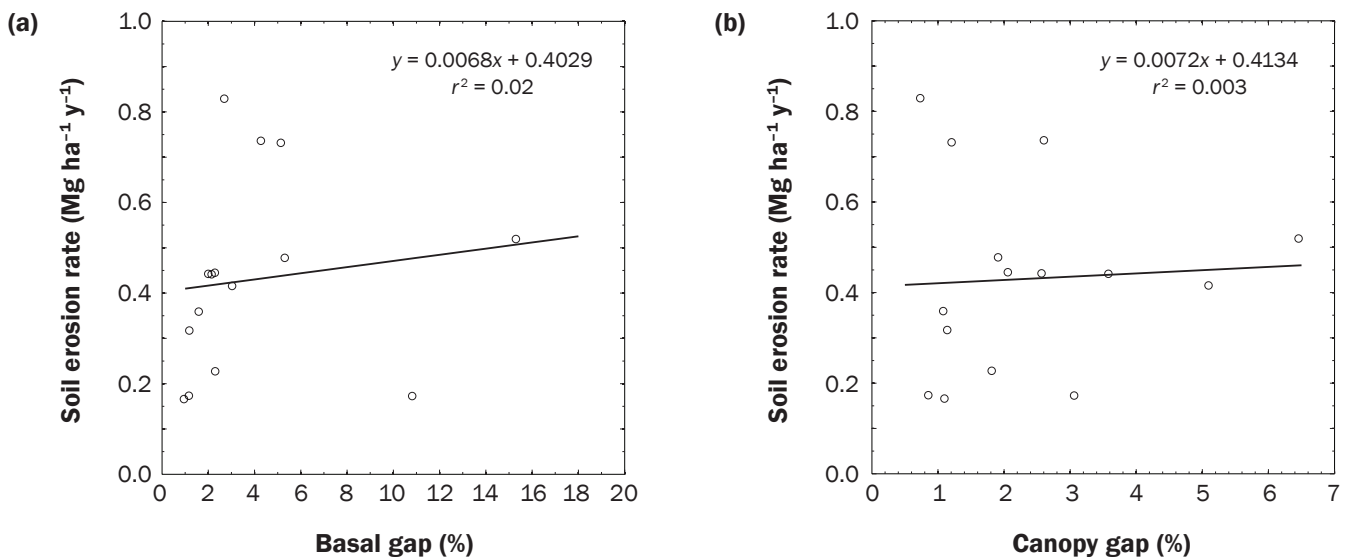 (a)
y = 0.0068x + 0.4029
r² = 0.02
Soil erosion rate (Mg ha⁻¹ y⁻¹)
1.0
0.8
0.6
0.4
0.2
0.0
0 2 4 6 8 10 12 14 16 18 20
Basal gap (%)
(b)
y = 0.0072x + 0.4134
r² = 0.003
Soil erosion rate (Mg ha⁻¹ y⁻¹)
1.0
0.8
0.6
0.4
0.2
0.0
0 1 2 3 4 5 6 7
Canopy gap (%)